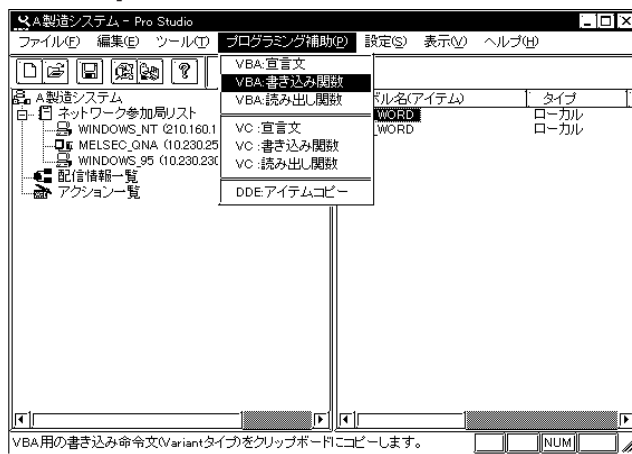 A製造システム - Pro Studio
ファイル(F) 編集(E) ツール(T) プログラミング補助(P) 設定(S) 表示(V) ヘルプ(H)
VBA:宣言文
VBA:書き込み関数
VBA:読み出し関数
VC :宣言文
VC :書き込み関数
VC :読み出し関数
DDE:アイテムコピー
A製造システム
ネットワーク参加局リスト
WINDOWS_NT (210.160.1
MELSEC_QNA (10.230.25
WINDOWS_95 (10.230.230
配信情報一覧
アクション一覧
ボル名(アイテム) タイプ
WORD ローカル
_WORD ローカル
VBA用の書き込み命令文(Variantタイプ)をクリップボードにコピーします。 NUM